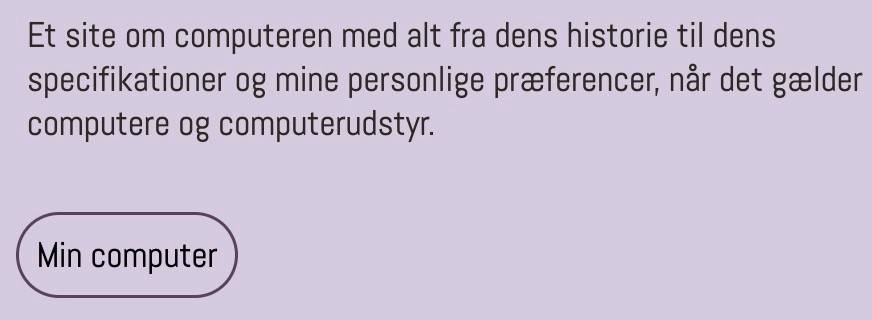 Et site om computeren med alt fra dens historie til dens
specifikationer og mine personlige præferencer, når det gælder
computere og computerudstyr.
Min computer